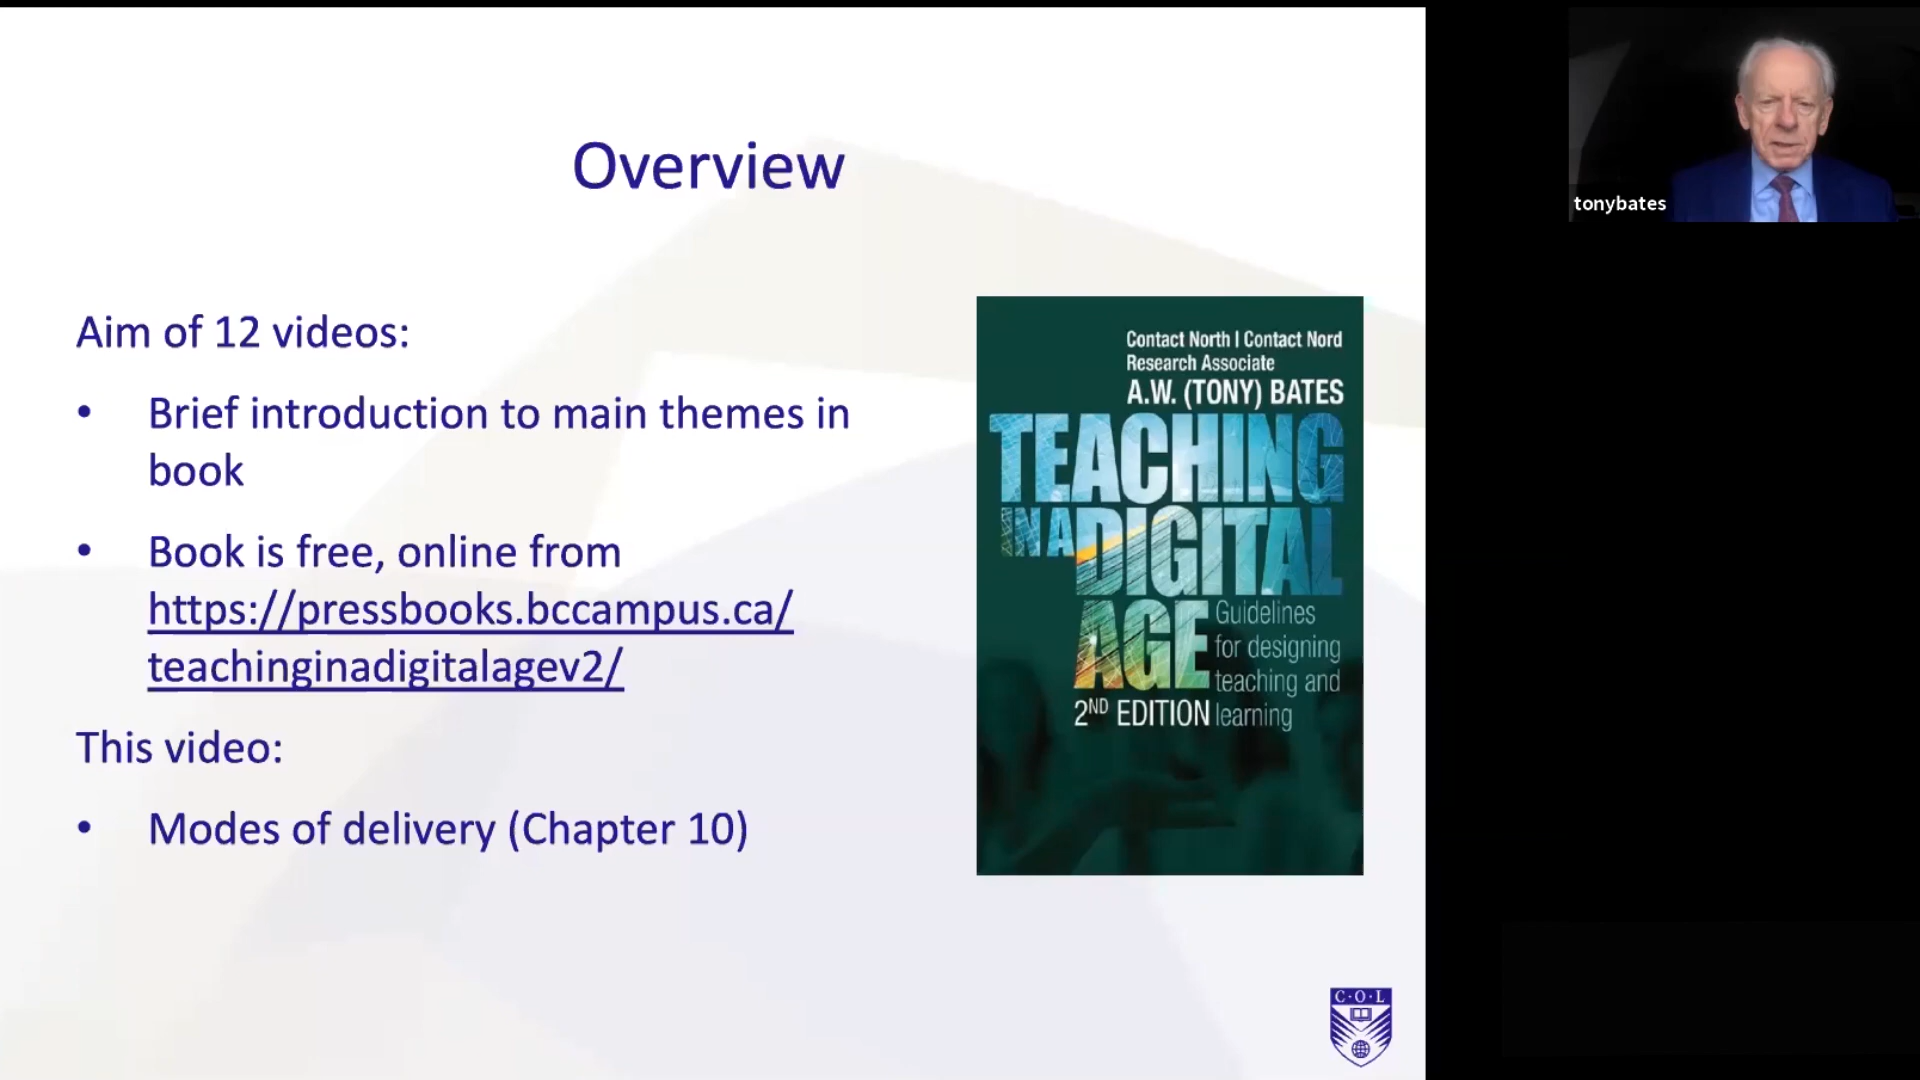 Overview
Aim of 12 videos:
• Brief introduction to main themes in
book
• Book is free, online from
https://pressbooks.bccampus.ca/
teachinginadigitalagev2/
This video:
• Modes of delivery (Chapter 10)
Contact North | Contact Nord
Research Associate
A.W. (TONY) BATES
TEACHING
IN A DIGITAL
AGE
Guidelines
for designing
teaching and
learning
2ND EDITION
C·O·L
tonybates